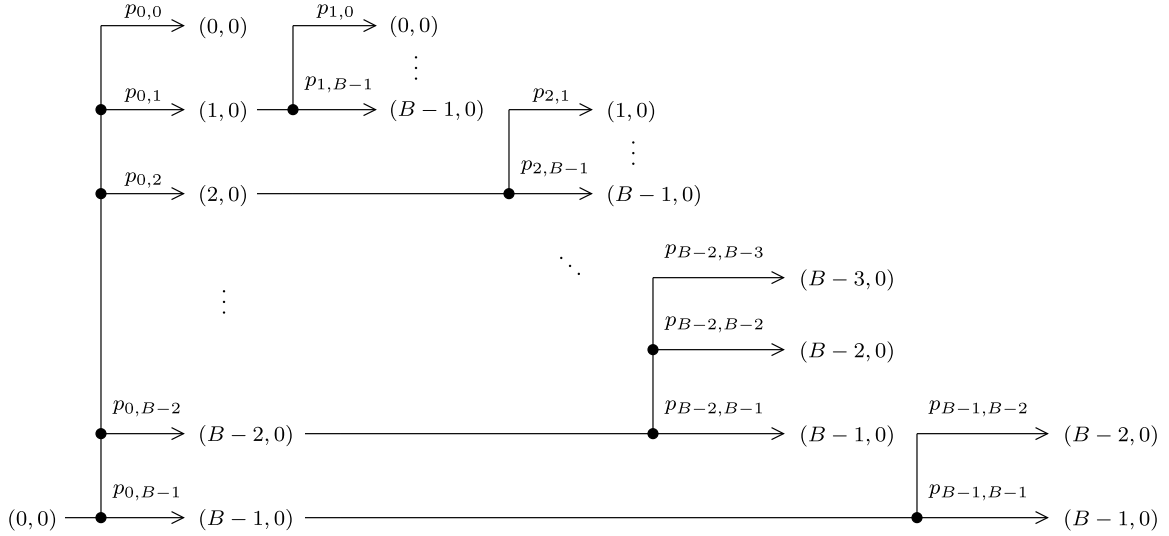 p_{0,0} (0, 0) p_{1,0} (0, 0)
⋮
p_{0,1} (1, 0) p_{1,B−1} (B − 1, 0) p_{2,1} (1, 0)
⋮
p_{0,2} (2, 0) p_{2,B−1} (B − 1, 0)
⋱ p_{B−2,B−3} (B − 3, 0)
⋮
p_{B−2,B−2} (B − 2, 0)
p_{0,B−2} (B − 2, 0) p_{B−2,B−1} (B − 1, 0) p_{B−1,B−2} (B − 2, 0)
(0, 0) p_{0,B−1} (B − 1, 0) p_{B−1,B−1} (B − 1, 0)